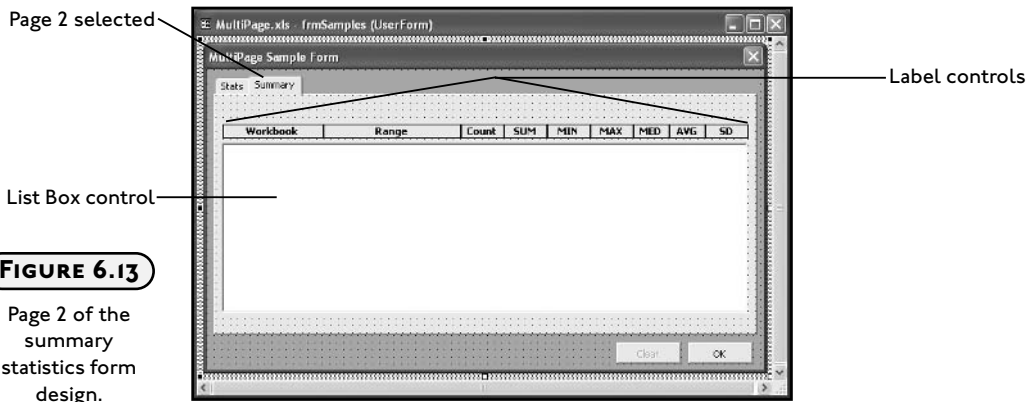 Page 2 selected
MultiPage.xls - frmSamples (UserForm)
MultiPage Sample Form
Label controls
Stats Summary
Workbook Range Count SUM MIN MAX MED AVG SD
List Box control
FIGURE 6.13
Page 2 of the
summary
statistics form
design.
Clear OK